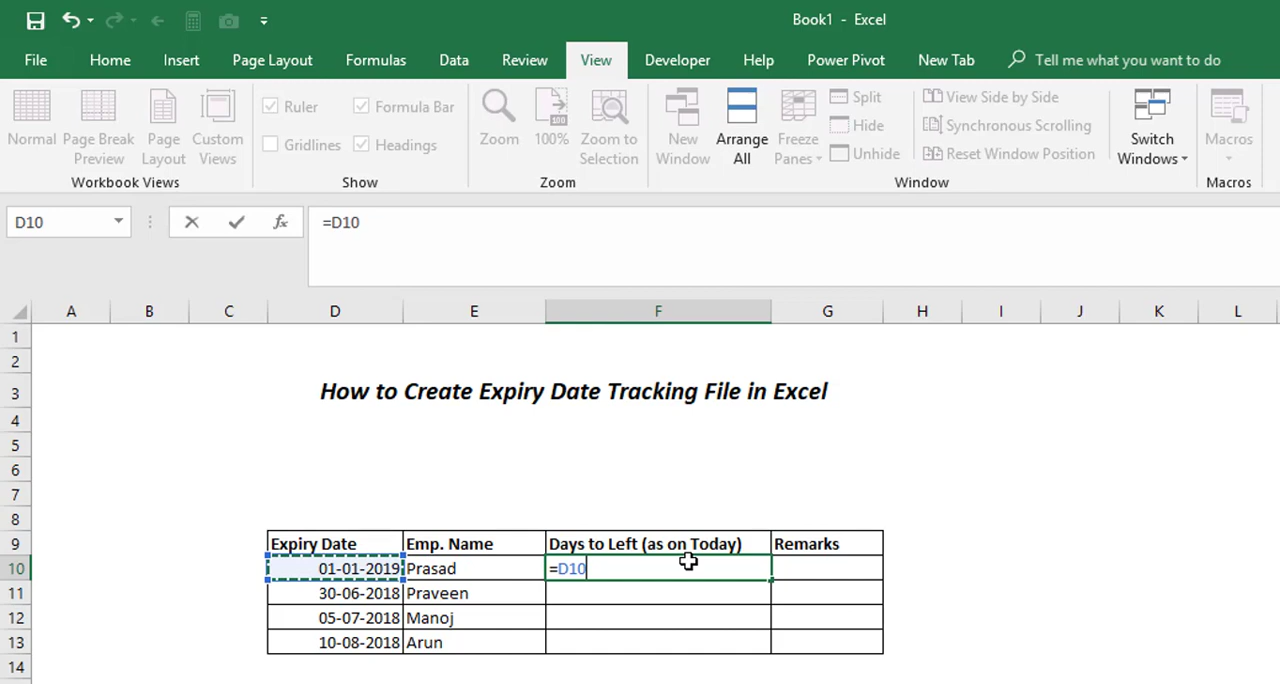 Book1 - Excel
File Home Insert Page Layout Formulas Data Review View Developer Help Power Pivot New Tab Tell me what you want to do
Normal Page Break Preview Page Layout Custom Views
Workbook Views
Ruler Formula Bar
Gridlines Headings
Show
Zoom 100% Zoom to Selection
Zoom
New Window Arrange All Freeze Panes
Split
Hide
Unhide
View Side by Side
Synchronous Scrolling
Reset Window Position
Switch Windows
Window
Macros
Macros
D10 fx =D10
A B C D E F G H I J K L
1
2
3 How to Create Expiry Date Tracking File in Excel
4
5
6
7
8
9 Expiry Date Emp. Name Days to Left (as on Today) Remarks
10 01-01-2019 Prasad =D10
11 30-06-2018 Praveen
12 05-07-2018 Manoj
13 10-08-2018 Arun
14